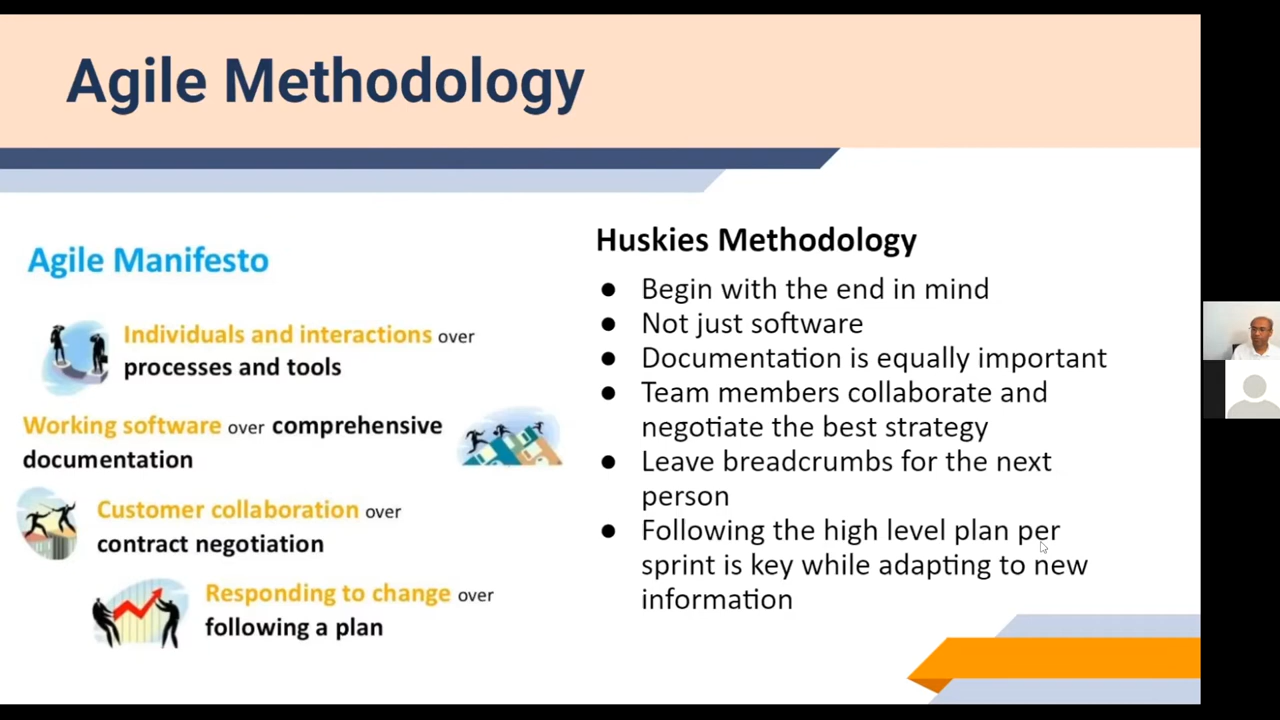 Agile Methodology
Agile Manifesto
Individuals and interactions over
processes and tools
Working software over comprehensive
documentation
Customer collaboration over
contract negotiation
Responding to change over
following a plan
Huskies Methodology
● Begin with the end in mind
● Not just software
● Documentation is equally important
● Team members collaborate and
negotiate the best strategy
● Leave breadcrumbs for the next
person
● Following the high level plan per
sprint is key while adapting to new
information